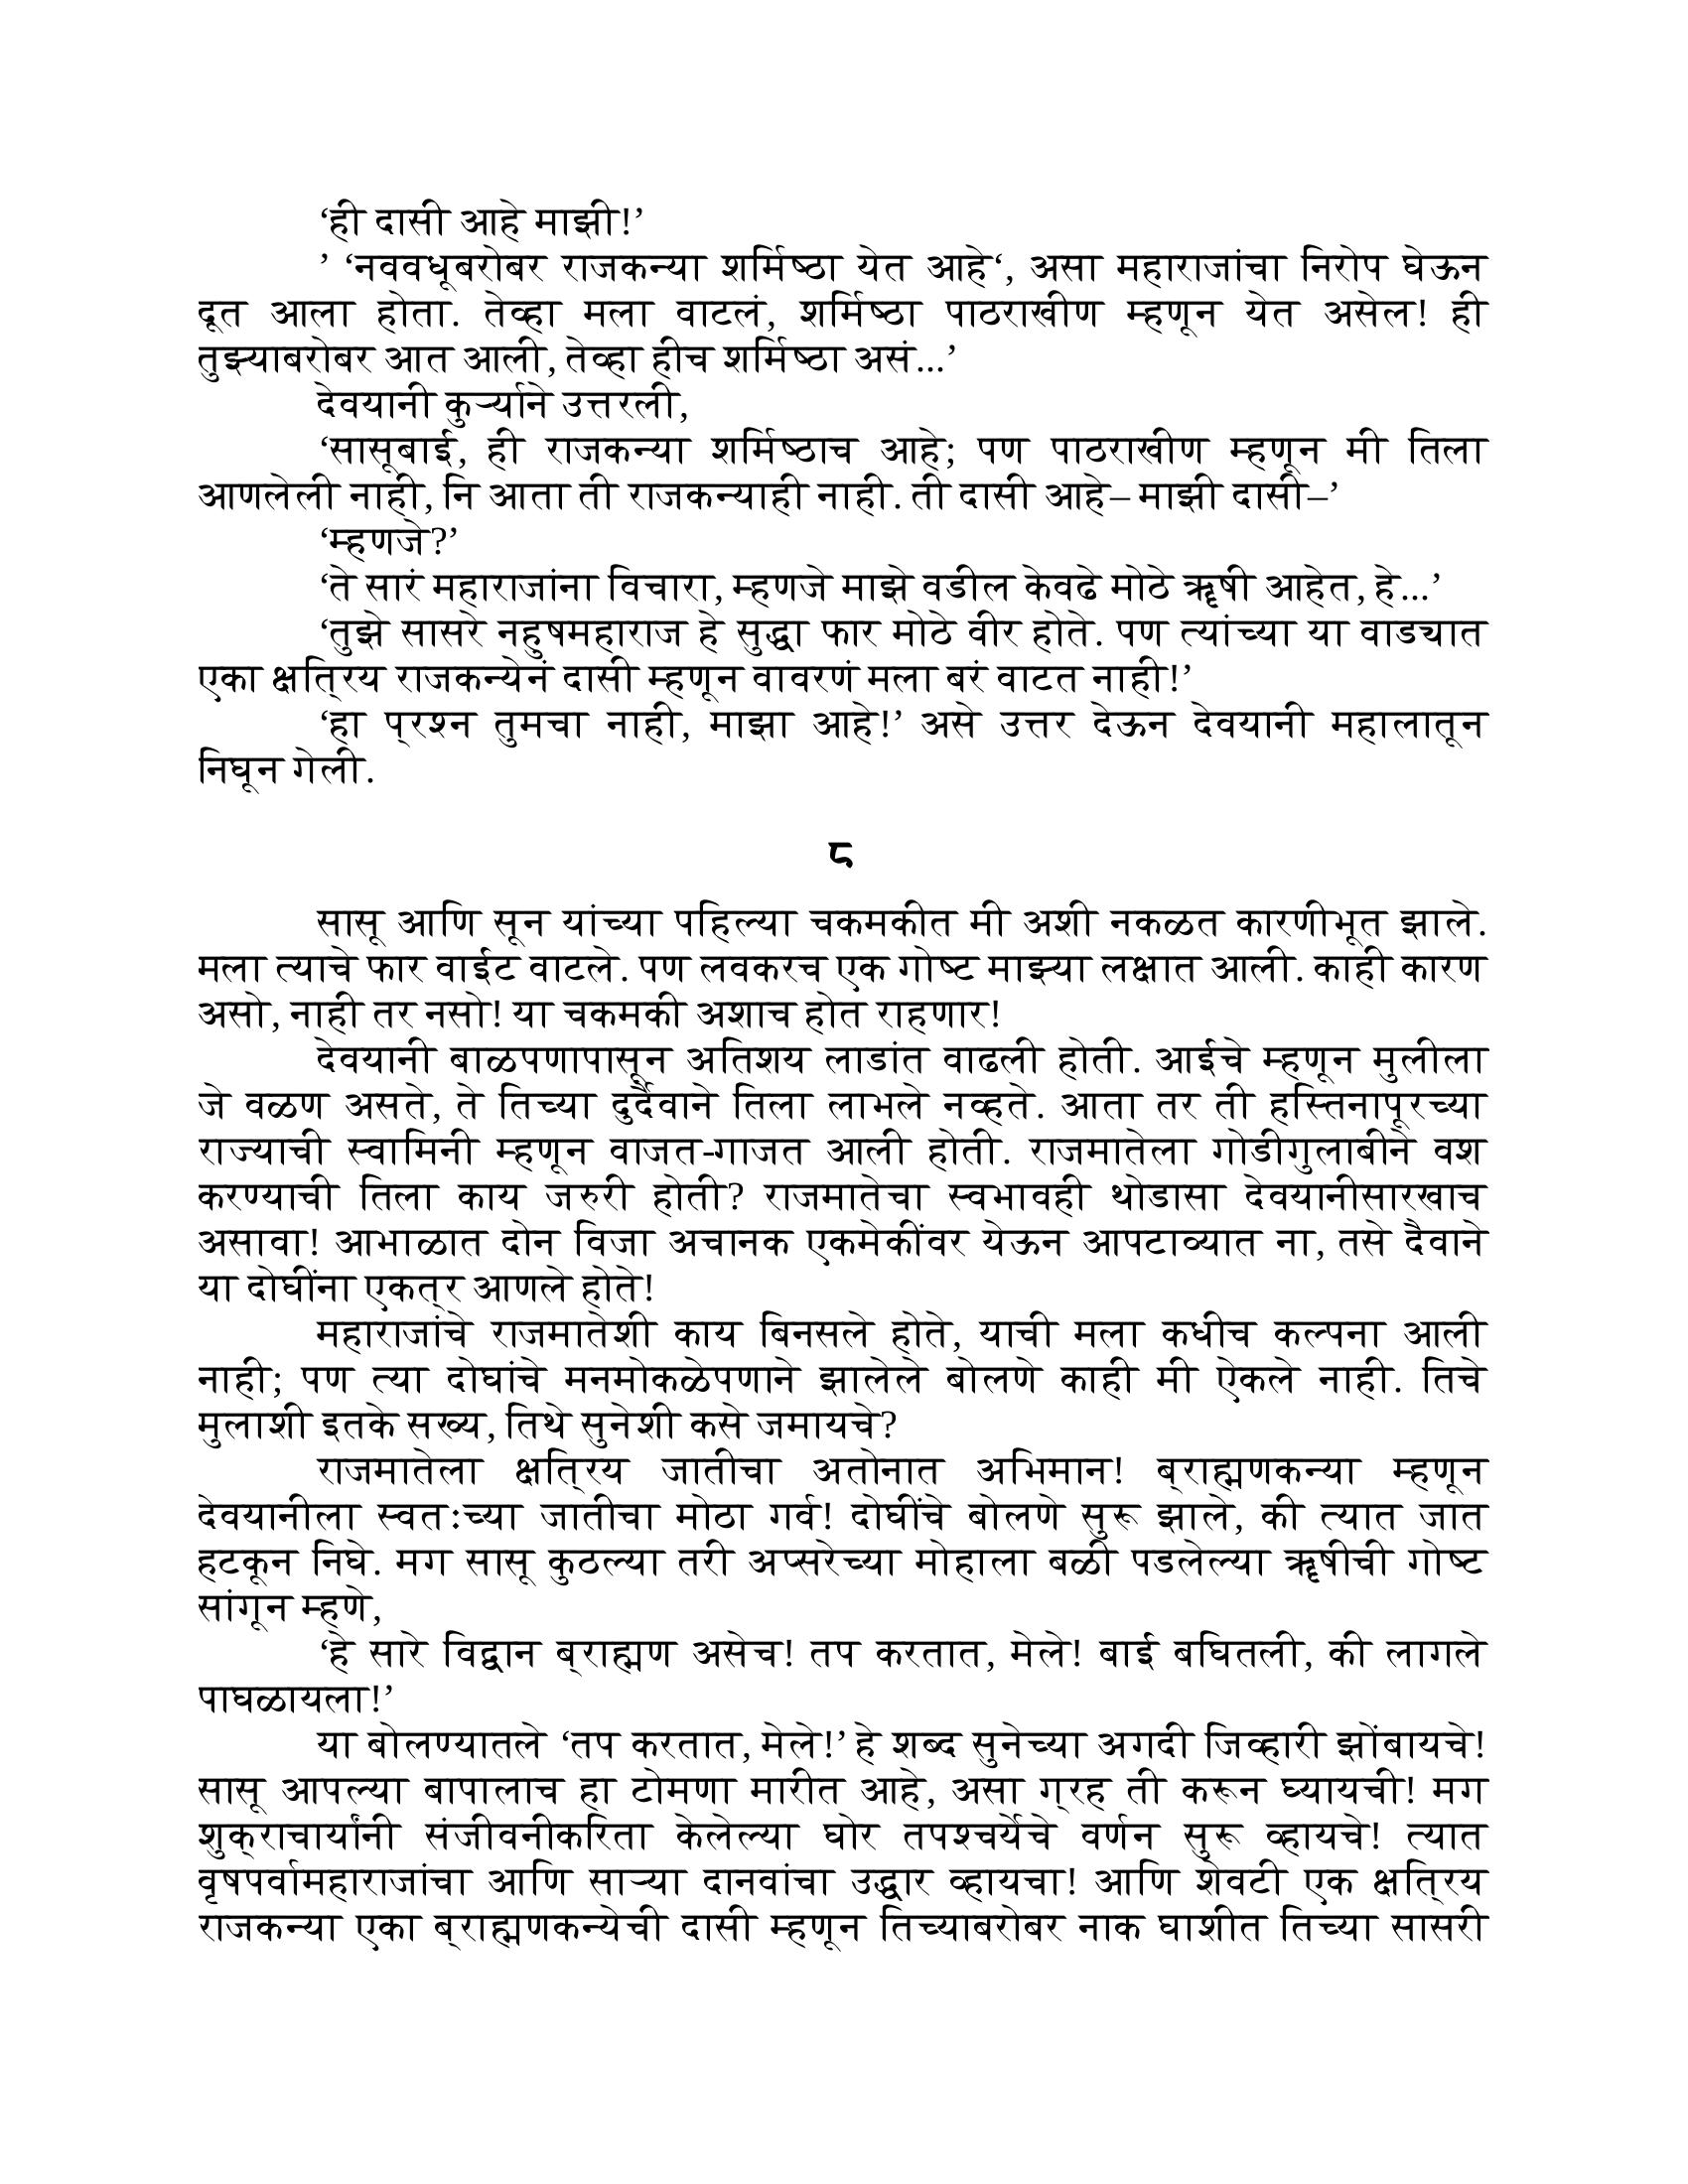 ‘ही दासी आहे माझी!’
’ ‘नववधूबरोबर राजकन्या शर्मिष्ठा येत आहे‘, असा महाराजांचा निरोप घेऊन
दूत आला होता. तेव्हा मला वाटलं, शर्मिष्ठा पाठराखीण म्हणून येत असेल! ही
तुझ्याबरोबर आत आली, तेव्हा हीच शर्मिष्ठा असं...’
देवयानी कुर्‍याने उत्तरली,
‘सासूबाई, ही राजकन्या शर्मिष्ठाच आहे; पण पाठराखीण म्हणून मी तिला
आणलेली नाही, नि आता ती राजकन्याही नाही. ती दासी आहे– माझी दासी–’
‘म्हणजे?’
‘ते सारं महाराजांना विचारा, म्हणजे माझे वडील केवढे मोठे ॠषी आहेत, हे...’
‘तुझे सासरे नहुषमहाराज हे सुद्धा फार मोठे वीर होते. पण त्यांच्या या वाड्यात
एका क्षत्रिय राजकन्येनं दासी म्हणून वावरणं मला बरं वाटत नाही!’
‘हा प्रश्न तुमचा नाही, माझा आहे!’ असे उत्तर देऊन देवयानी महालातून
निघून गेली.
८
सासू आणि सून यांच्या पहिल्या चकमकीत मी अशी नकळत कारणीभूत झाले.
मला त्याचे फार वाईट वाटले. पण लवकरच एक गोष्ट माझ्या लक्षात आली. काही कारण
असो, नाही तर नसो! या चकमकी अशाच होत राहणार!
देवयानी बाळपणापासून अतिशय लाडांत वाढली होती. आईचे म्हणून मुलीला
जे वळण असते, ते तिच्या दुर्दैवाने तिला लाभले नव्हते. आता तर ती हस्तिनापूरच्या
राज्याची स्वामिनी म्हणून वाजत-गाजत आली होती. राजमातेला गोडीगुलाबीने वश
करण्याची तिला काय जरुरी होती? राजमातेचा स्वभावही थोडासा देवयानीसारखाच
असावा! आभाळात दोन विजा अचानक एकमेकींवर येऊन आपटाव्यात ना, तसे दैवाने
या दोघींना एकत्र आणले होते!
महाराजांचे राजमातेशी काय बिनसले होते, याची मला कधीच कल्पना आली
नाही; पण त्या दोघांचे मनमोकळेपणाने झालेले बोलणे काही मी ऐकले नाही. तिचे
मुलाशी इतके सख्य, तिथे सुनेशी कसे जमायचे?
राजमातेला क्षत्रिय जातीचा अतोनात अभिमान! ब्राह्मणकन्या म्हणून
देवयानीला स्वतःच्या जातीचा मोठा गर्व! दोघींचे बोलणे सुरू झाले, की त्यात जात
हटकून निघे. मग सासू कुठल्या तरी अप्सरेच्या मोहाला बळी पडलेल्या ॠषीची गोष्ट
सांगून म्हणे,
‘हे सारे विद्वान ब्राह्मण असेच! तप करतात, मेले! बाई बघितली, की लागले
पाघळायला!’
या बोलण्यातले ‘तप करतात, मेले!’ हे शब्द सुनेच्या अगदी जिव्हारी झोंबायचे!
सासू आपल्या बापालाच हा टोमणा मारीत आहे, असा ग्रह ती करून घ्यायची! मग
शुक्राचार्यांनी संजीवनीकरिता केलेल्या घोर तपश्चर्येचे वर्णन सुरू व्हायचे! त्यात
वृषपर्वामहाराजांचा आणि साऱ्या दानवांचा उद्धार व्हायचा! आणि शेवटी एक क्षत्रिय
राजकन्या एका ब्राह्मणकन्येची दासी म्हणून तिच्याबरोबर नाक घाशीत तिच्या सासरी